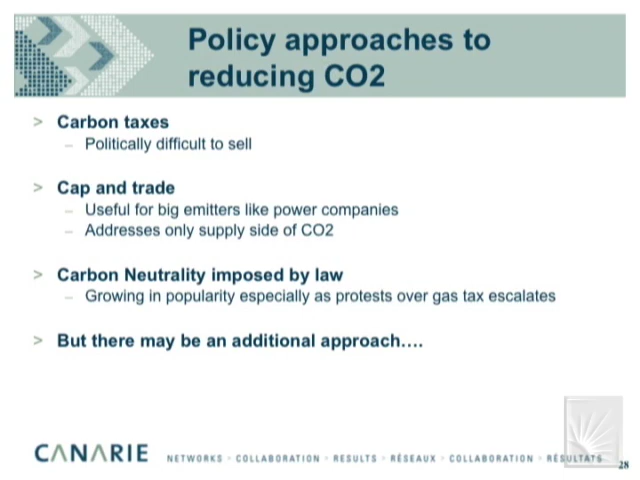 Policy approaches to
reducing CO2
> Carbon taxes
– Politically difficult to sell
> Cap and trade
– Useful for big emitters like power companies
– Addresses only supply side of CO2
> Carbon Neutrality imposed by law
– Growing in popularity especially as protests over gas tax escalates
> But there may be an additional approach….
CANARIE NETWORKS · COLLABORATION · RESULTS · RÉSEAUX · COLLABORATION · RÉSULTATS
28